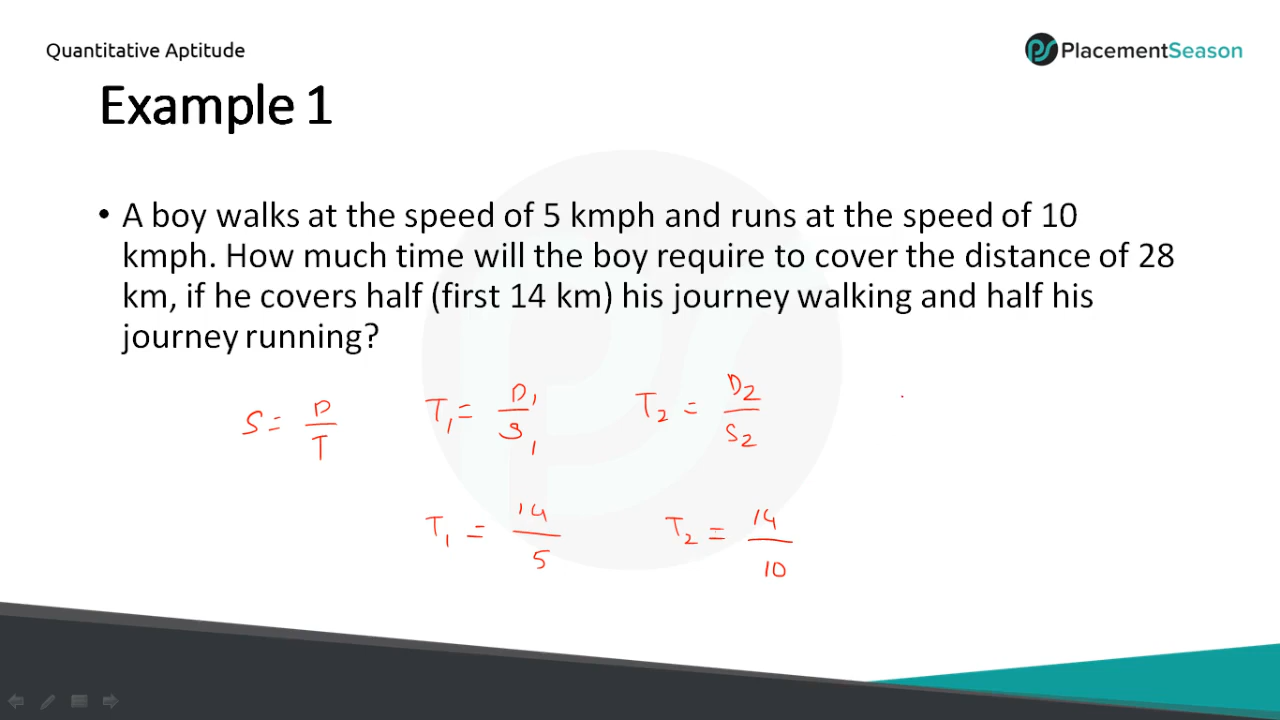 Quantitative Aptitude
PlacementSeason
Example 1
• A boy walks at the speed of 5 kmph and runs at the speed of 10
kmph. How much time will the boy require to cover the distance of 28
km, if he covers half (first 14 km) his journey walking and half his
journey running?
S = D/T T₁ = D₁/S₁ T₂ = D₂/S₂
T₁ = 14/5 T₂ = 14/10